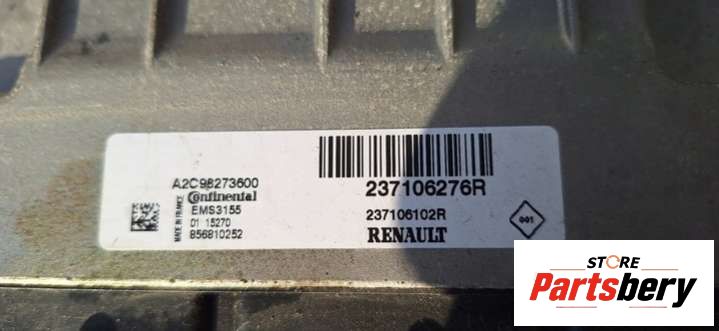 A2C98273600
Continental
EMS3155
01 15270
856810252
MADE IN FRANCE
237106276R
237106102R
RENAULT
001
STORE
Partsbery